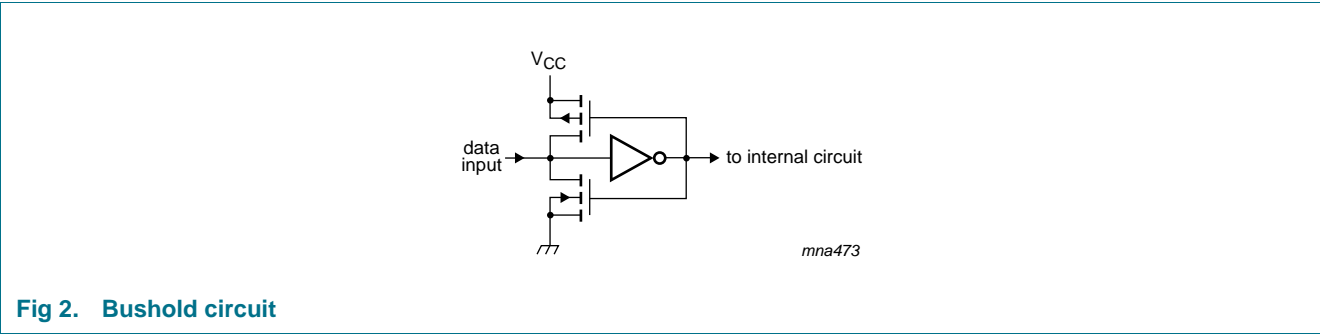 VCC
data
input
to internal circuit
mna473
Fig 2. Bushold circuit